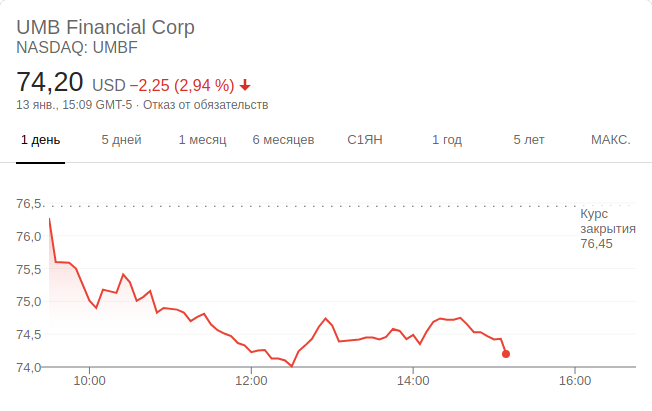 UMB Financial Corp
NASDAQ: UMBF
74,20 USD −2,25 (2,94 %)
13 янв., 15:09 GMT-5 · Отказ от обязательств
1 день 5 дней 1 месяц 6 месяцев С1ЯН 1 год 5 лет МАКС.
76,5
Курс
закрытия
76,45
76,0
75,5
75,0
74,5
74,0
10:00 12:00 14:00 16:00